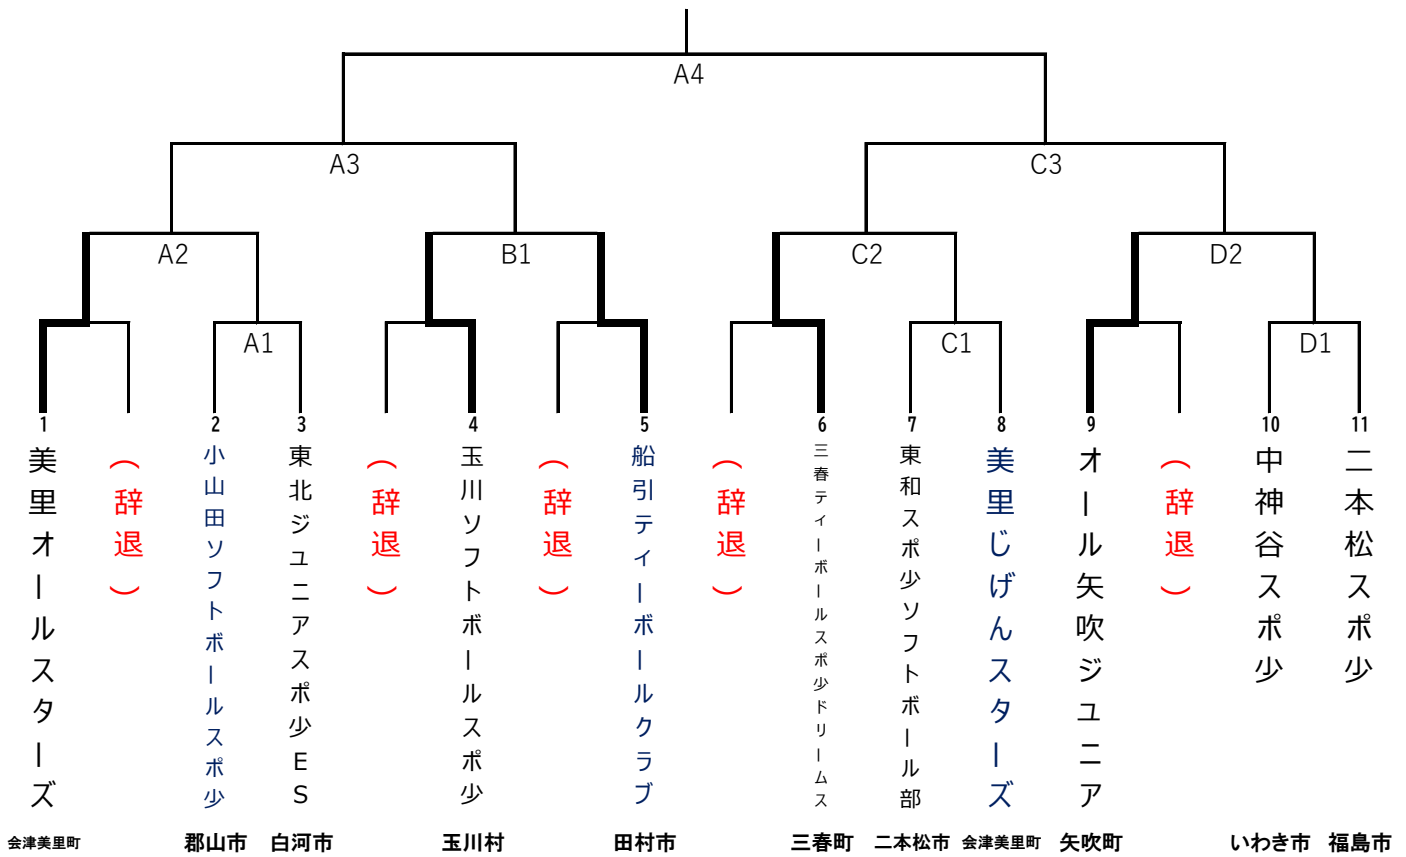 A4
A3
C3
A2
B1
C2
D2
A1
C1
D1
1
2
3
4
5
6
7
8
9
10
11
美里オールスターズ
（辞退）
小山田ソフトボールスポ少
東北ジュニアスポ少ES
（辞退）
玉川ソフトボールスポ少
（辞退）
船引ティーボールクラブ
（辞退）
三春ティーボールスポ少ドリームス
東和スポ少ソフトボール部
美里じげんスターズ
オール矢吹ジュニア
（辞退）
中神谷スポ少
二本松スポ少
会津美里町
郡山市
白河市
玉川村
田村市
三春町
二本松市
会津美里町
矢吹町
いわき市
福島市